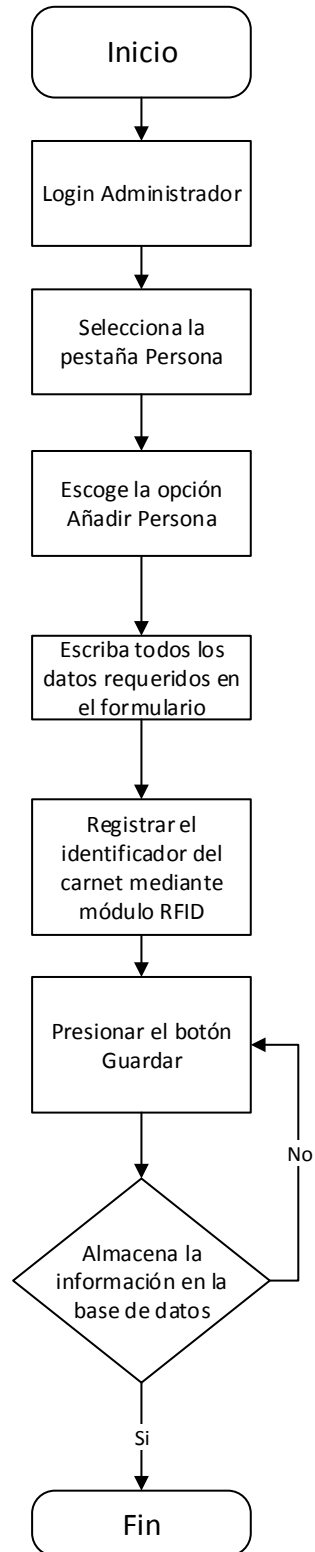 Inicio
Login Administrador
Selecciona la
pestaña Persona
Escoge la opción
Añadir Persona
Escriba todos los
datos requeridos en
el formulario
Registrar el
identificador del
carnet mediante
módulo RFID
Presionar el botón
Guardar
No
Almacena la
información en la
base de datos
Si
Fin